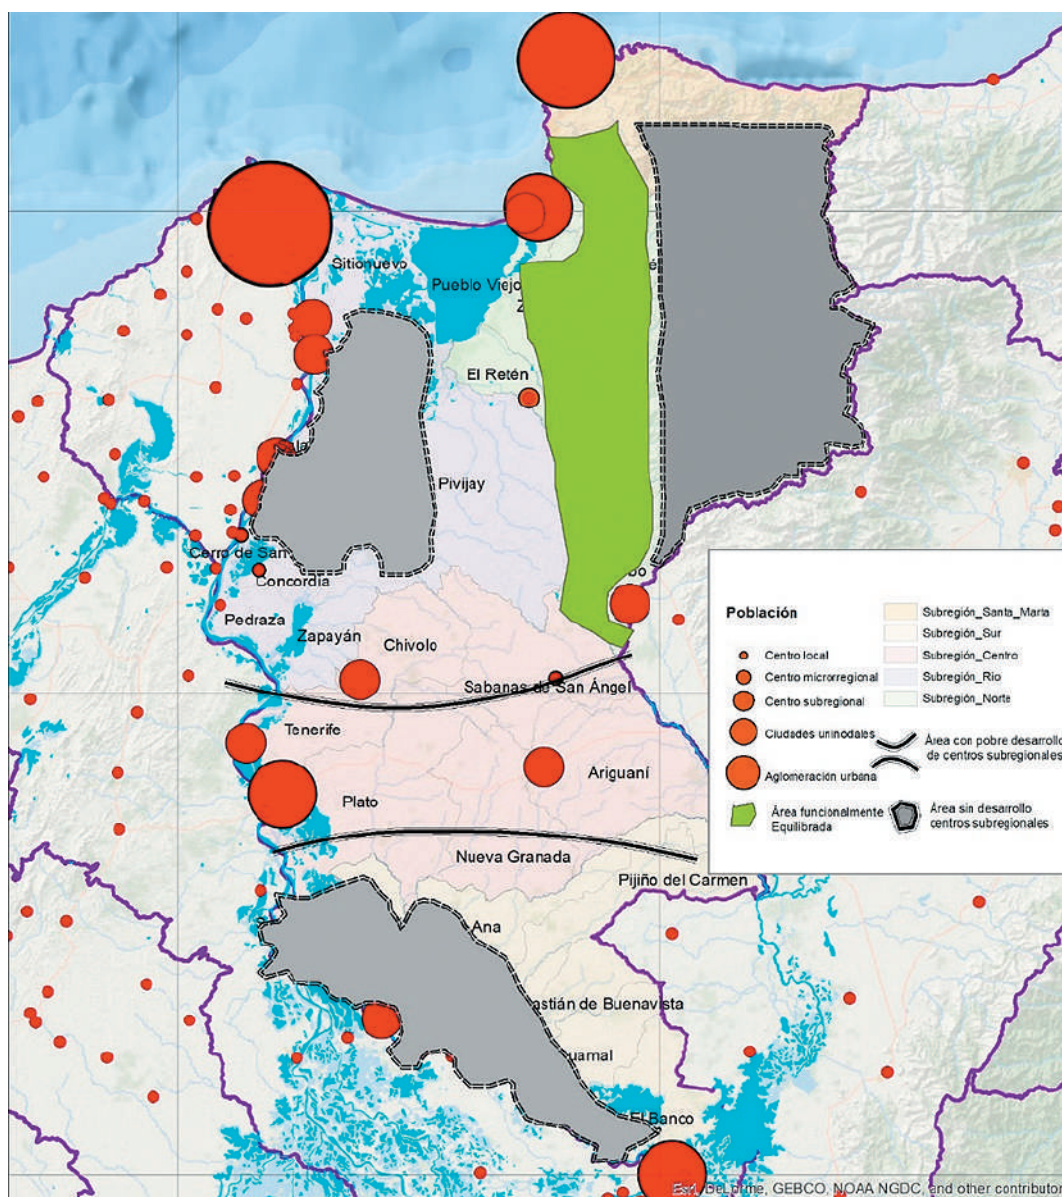 Sitionuevo
Pueblo Viejo
El Retén
Pivijay
Cerro de San
Concordia
Pedraza
Zapayán
Chivolo
Sabanas de San Ángel
Tenerife
Ariguaní
Plato
Nueva Granada
Pijiño del Carmen
Ana
astián de Buenavista
uamal
El Banco
Población
Centro local
Centro microrregional
Centro subregional
Ciudades uninodales
Aglomeración urbana
Área funcionalmente
Equilibrada
Subregión_Santa_Marta
Subregión_Sur
Subregión_Centro
Subregión_Rio
Subregión_Norte
Área con pobre desarrollo
de centros subregionales
Área sin desarrollo
centros subregionales
Esri, DeLorme, GEBCO, NOAA NGDC, and other contributo